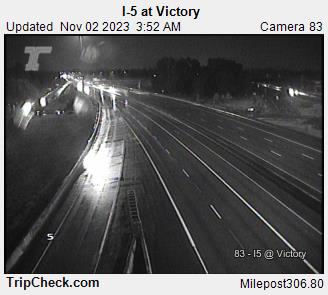 I-5 at Victory
Updated Nov 02 2023 3:52 AM Camera 83
T
S
83 - I5 @ Victory
TripCheck.com Milepost306.80